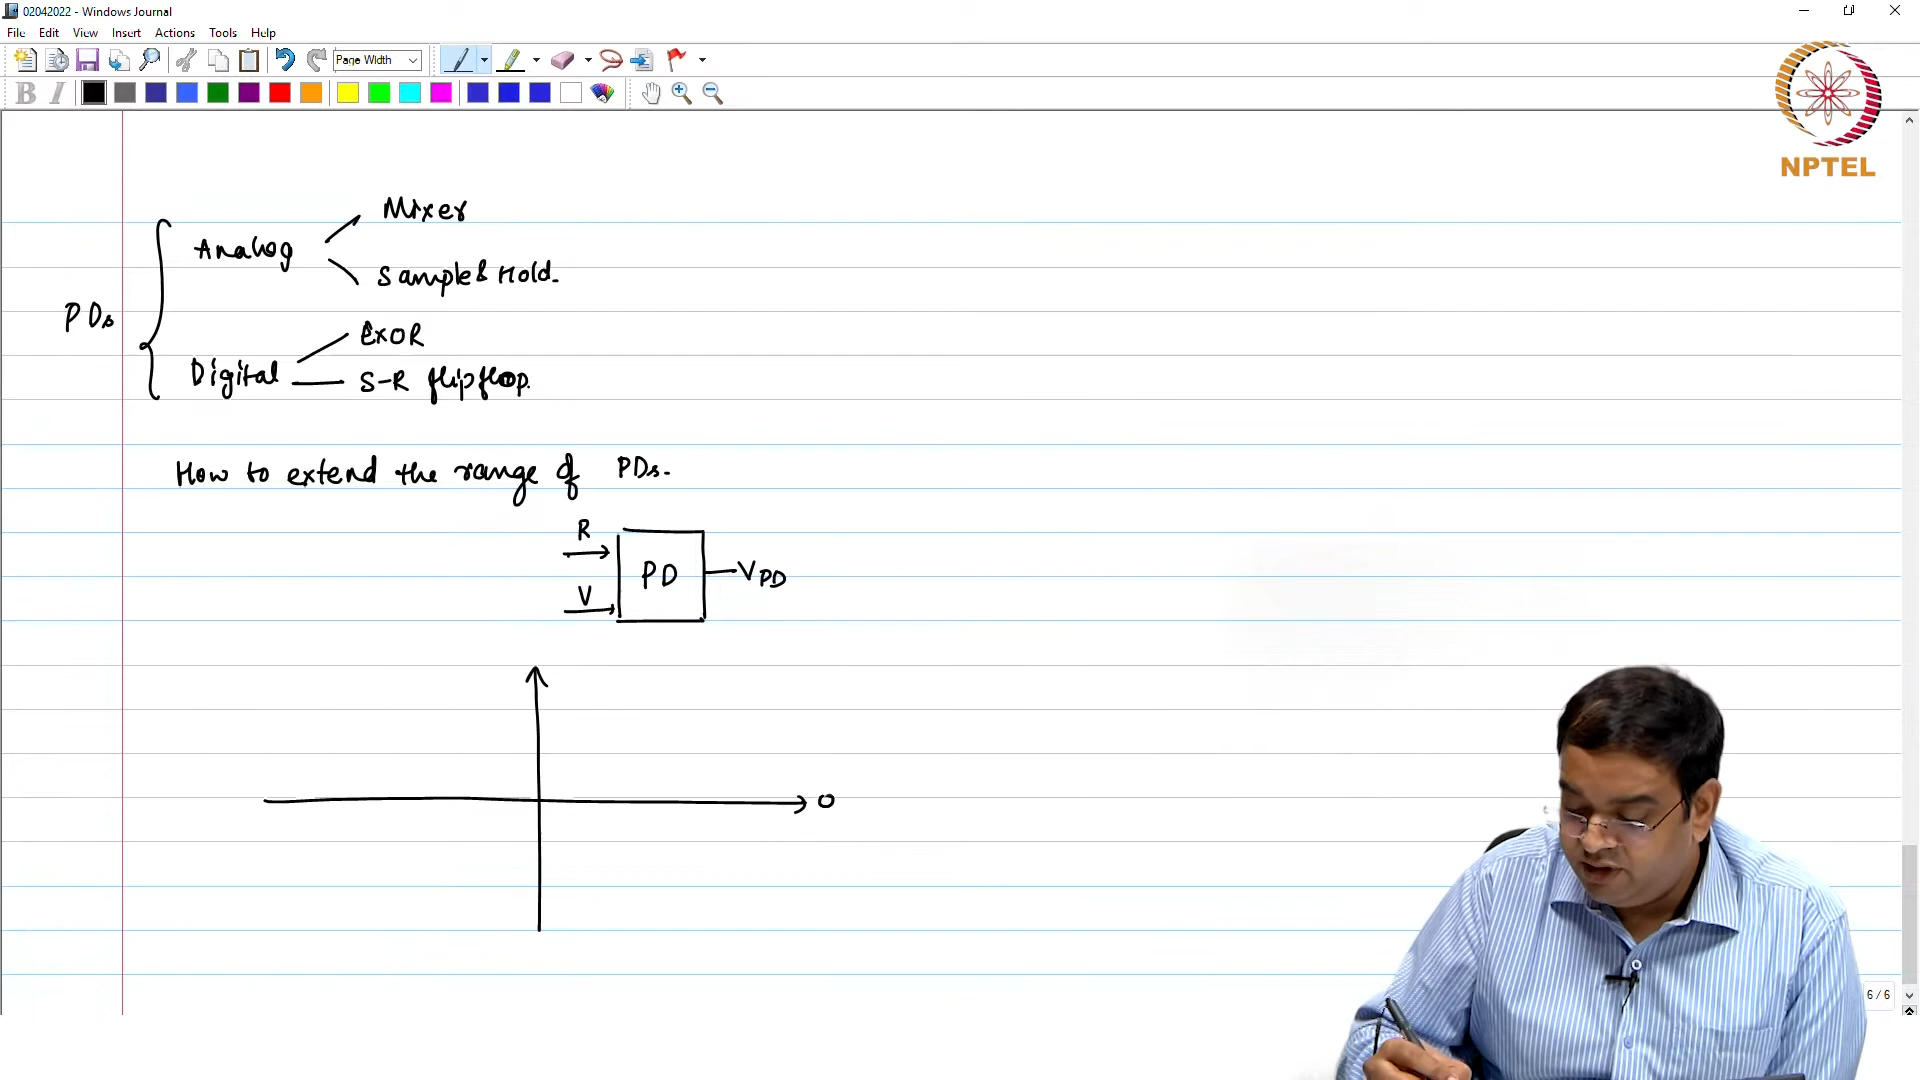 02042022 - Windows Journal
File Edit View Insert Actions Tools Help
Page Width
B I
NPTEL
PDs
Analog
Mixer
Sample & Hold.
Digital
ExOR
S-R flipflop.
How to extend the range of PDs.
R
V
PD
VPD
0
6 / 6